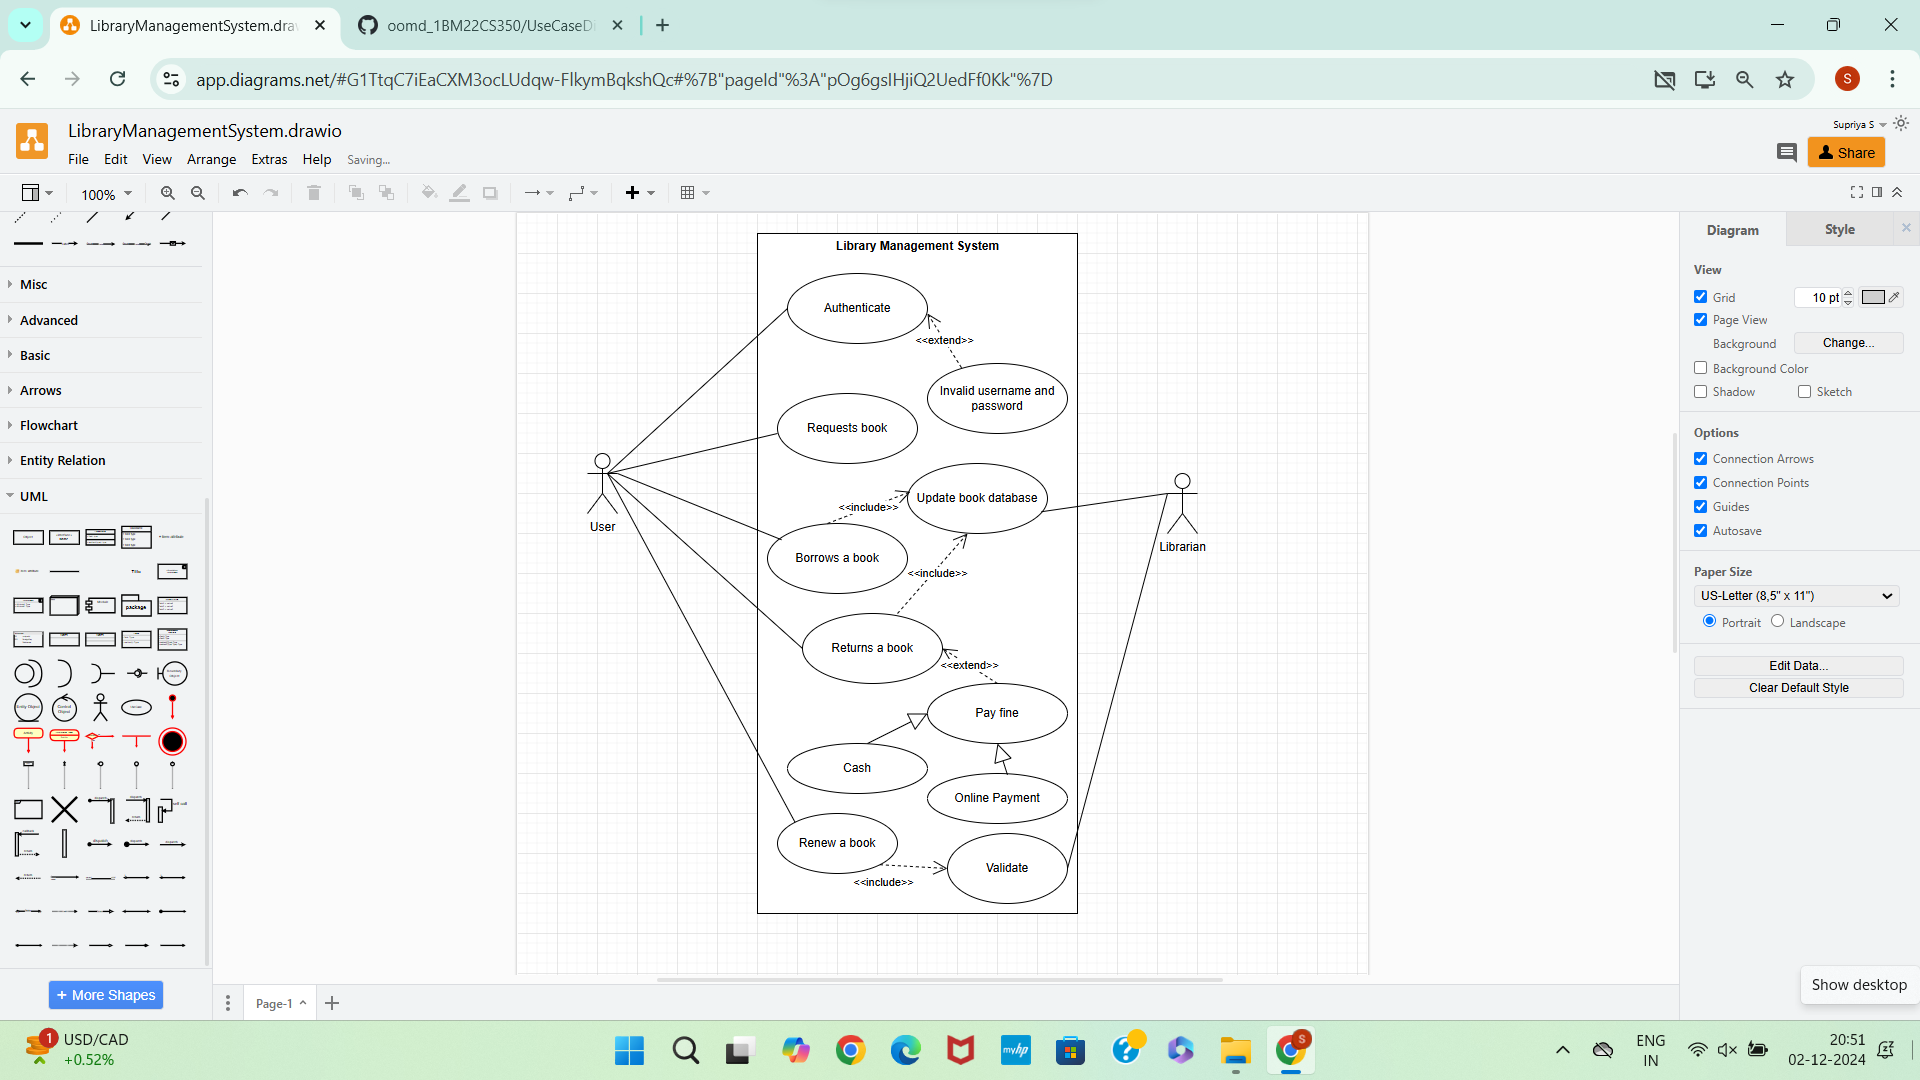 LibraryManagementSystem.dra
oomd_1BM22CS350/UseCaseDi
app.diagrams.net/#G1TtqC7iEaCXM3ocLUdqw-FlkymBqkshQc#%7B"pageId"%3A"pOg6gsIHjiQ2UedFf0Kk"%7D
S
LibraryManagementSystem.drawio
Supriya S
File Edit View Arrange Extras Help Saving...
Share
100%
Misc
Advanced
Basic
Arrows
Flowchart
Entity Relation
UML
package
+ More Shapes
Library Management System
Authenticate
<<extend>>
Invalid username and
password
Requests book
Update book database
<<include>>
User
Librarian
Borrows a book
<<include>>
Returns a book
<<extend>>
Pay fine
Cash
Online Payment
Renew a book
Validate
<<include>>
Page-1
Diagram
Style
View
Grid
10 pt
Page View
Background
Change...
Background Color
Shadow
Sketch
Options
Connection Arrows
Connection Points
Guides
Autosave
Paper Size
US-Letter (8,5" x 11")
Portrait
Landscape
Edit Data...
Clear Default Style
Show desktop
1
USD/CAD
+0.52%
myhp
S
ENG
IN
20:51
02-12-2024